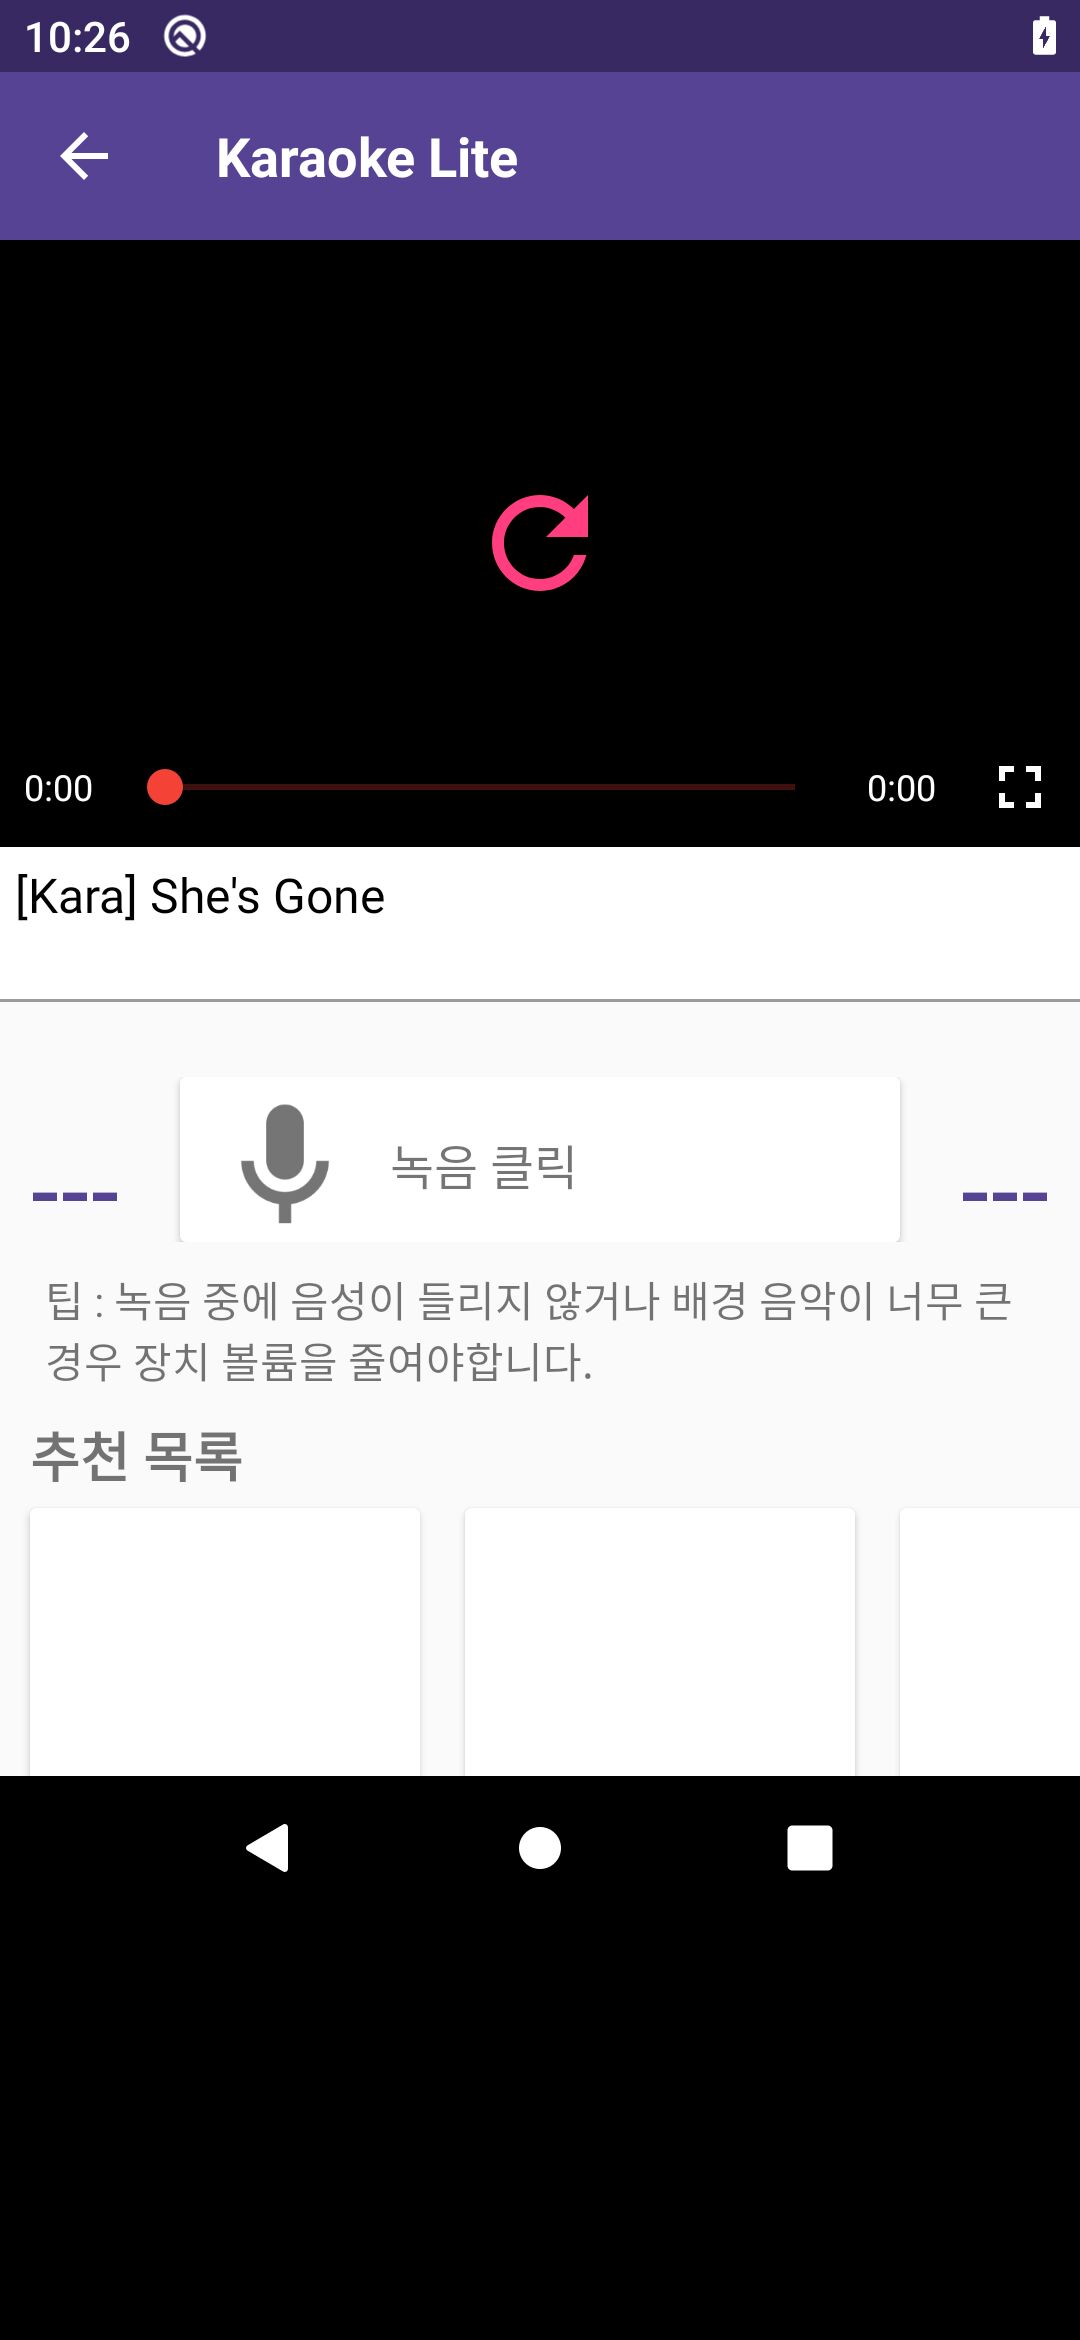 10:26
Karaoke Lite
0:00
0:00
[Kara] She's Gone
---
녹음 클릭
---
팁 : 녹음 중에 음성이 들리지 않거나 배경 음악이 너무 큰
경우 장치 볼륨을 줄여야합니다.
추천 목록